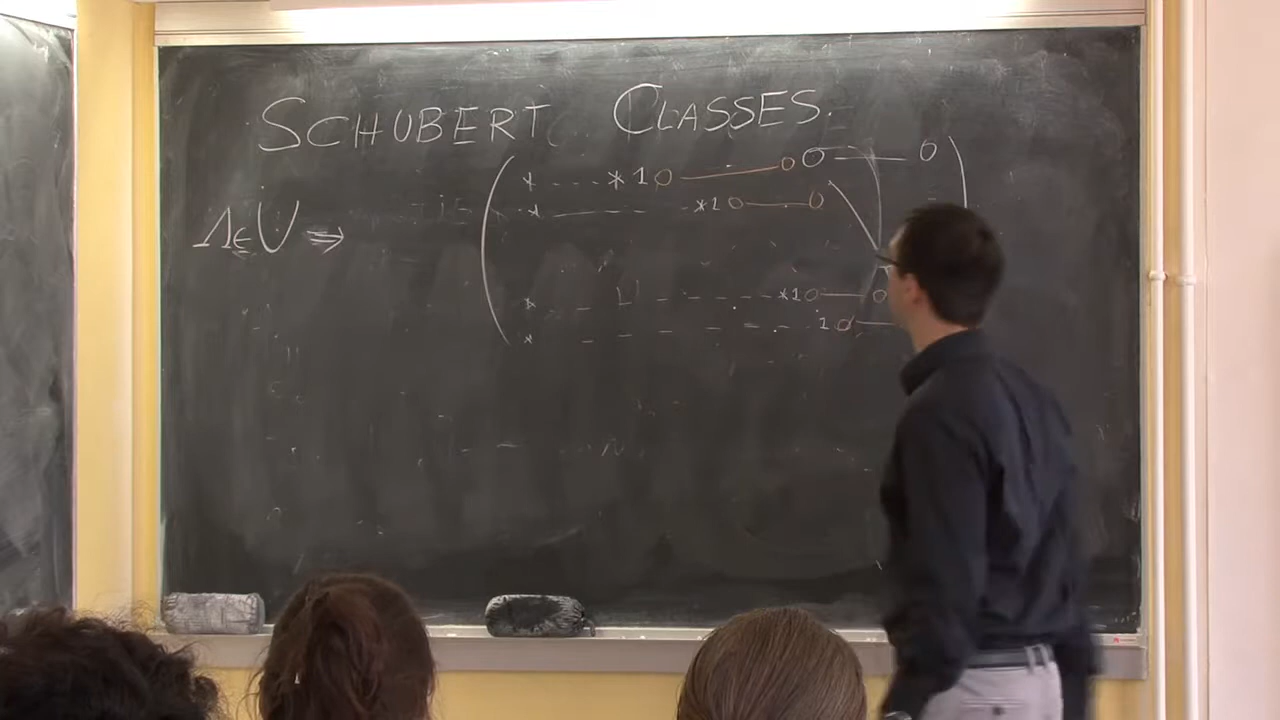 SCHUBERT CLASSES.
* - - - * 1 0 —— 0 0 —— 0
Λ ∈ U ⇒ * — — — * 1 0 —— 0
* - - - - - - - * 1 0 —— 0
* - - - - - - - 1 0 ——